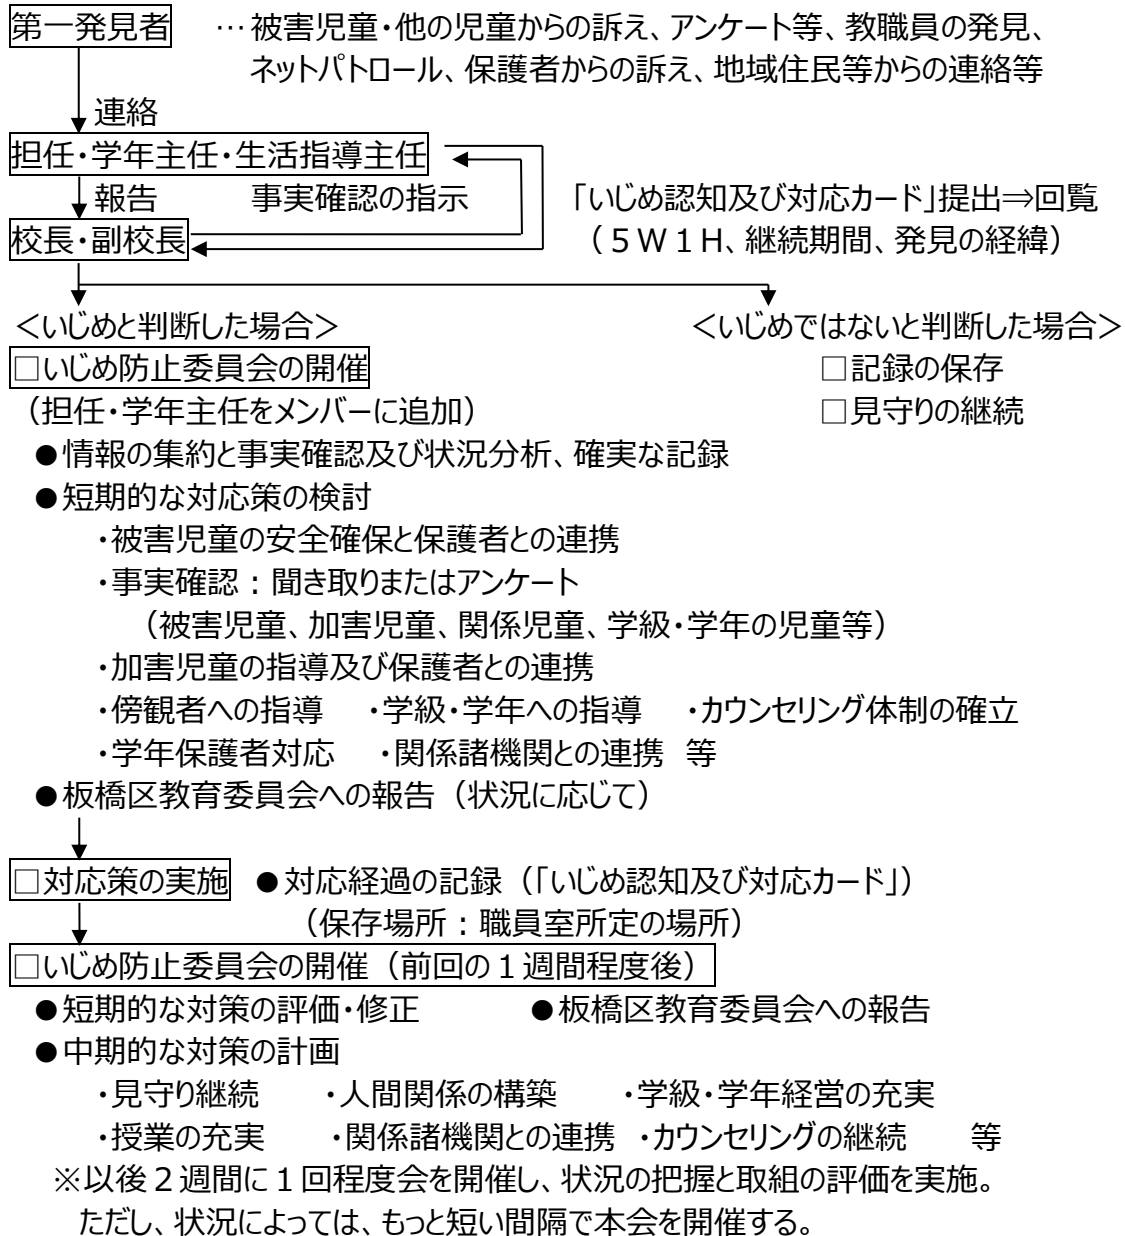 第一発見者　…被害児童・他の児童からの訴え、アンケート等、教職員の発見、
ネットパトロール、保護者からの訴え、地域住民等からの連絡等
連絡
担任・学年主任・生活指導主任
報告　事実確認の指示　「いじめ認知及び対応カード」提出⇒回覧
校長・副校長　（５Ｗ１Ｈ、継続期間、発見の経緯）
＜いじめと判断した場合＞　＜いじめではないと判断した場合＞
□いじめ防止委員会の開催　□記録の保存
（担任・学年主任をメンバーに追加）　□見守りの継続
●情報の集約と事実確認及び状況分析、確実な記録
●短期的な対応策の検討
・被害児童の安全確保と保護者との連携
・事実確認：聞き取りまたはアンケート
（被害児童、加害児童、関係児童、学級・学年の児童等）
・加害児童の指導及び保護者との連携
・傍観者への指導　・学級・学年への指導　・カウンセリング体制の確立
・学年保護者対応　・関係諸機関との連携　等
●板橋区教育委員会への報告（状況に応じて）
□対応策の実施　●対応経過の記録（「いじめ認知及び対応カード」）
（保存場所：職員室所定の場所）
□いじめ防止委員会の開催（前回の１週間程度後）
●短期的な対策の評価・修正　●板橋区教育委員会への報告
●中期的な対策の計画
・見守り継続　・人間関係の構築　・学級・学年経営の充実
・授業の充実　・関係諸機関との連携　・カウンセリングの継続　等
※以後２週間に１回程度会を開催し、状況の把握と取組の評価を実施。
ただし、状況によっては、もっと短い間隔で本会を開催する。